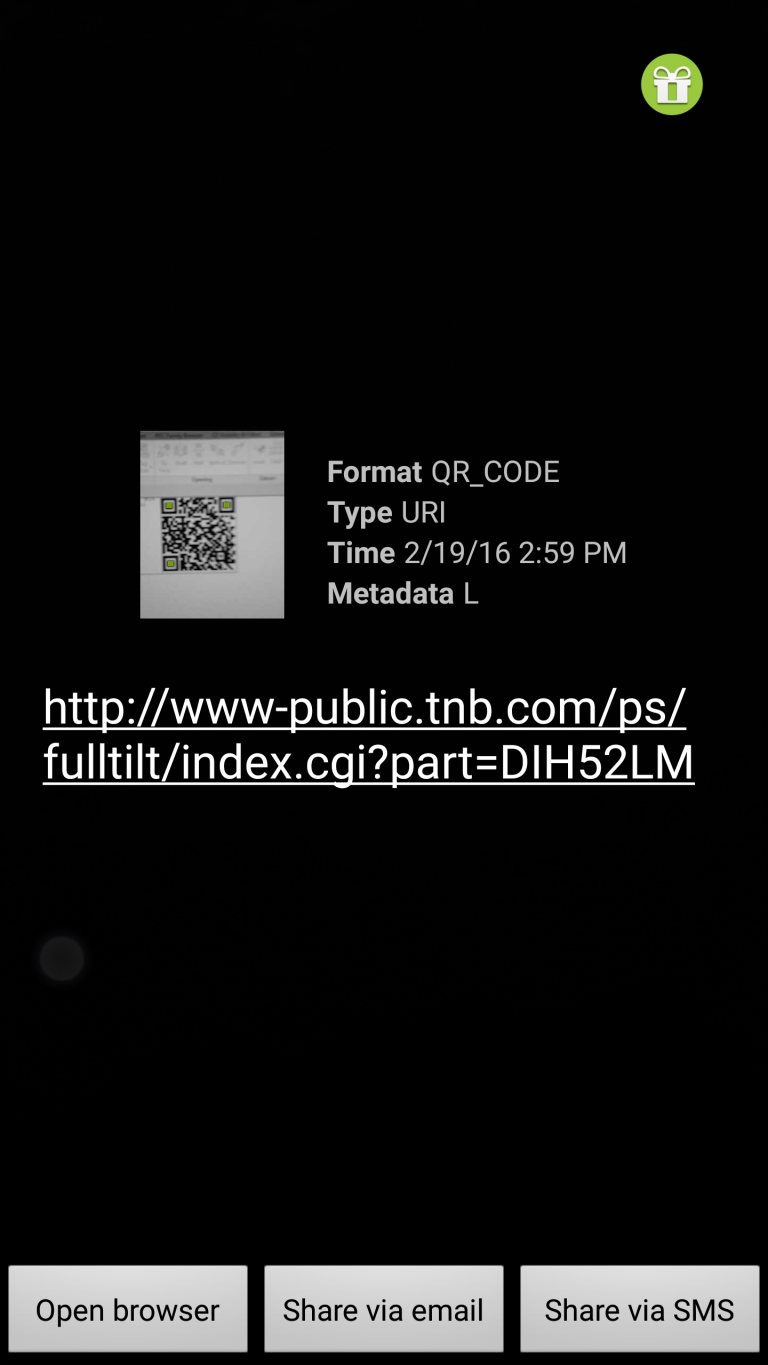 Format QR_CODE
Type URI
Time 2/19/16 2:59 PM
Metadata L
http://www-public.tnb.com/ps/
fulltilt/index.cgi?part=DIH52LM
Open browser
Share via email
Share via SMS